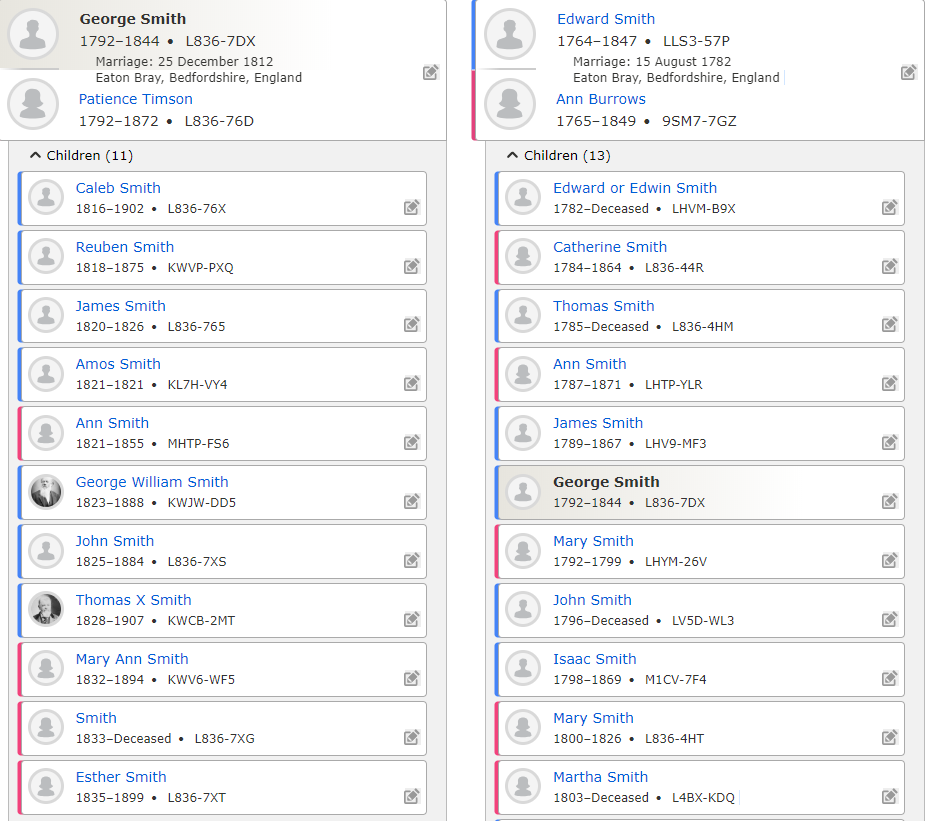 George Smith
1792–1844 • L836-7DX
Marriage: 25 December 1812
Eaton Bray, Bedfordshire, England
Patience Timson
1792–1872 • L836-76D
Children (11)
Caleb Smith
1816–1902 • L836-76X
Reuben Smith
1818–1875 • KWVP-PXQ
James Smith
1820–1826 • L836-765
Amos Smith
1821–1821 • KL7H-VY4
Ann Smith
1821–1855 • MHTP-FS6
George William Smith
1823–1888 • KWJW-DD5
John Smith
1825–1884 • L836-7XS
Thomas X Smith
1828–1907 • KWCB-2MT
Mary Ann Smith
1832–1894 • KWV6-WF5
Smith
1833–Deceased • L836-7XG
Esther Smith
1835–1899 • L836-7XT
Edward Smith
1764–1847 • LLS3-57P
Marriage: 15 August 1782
Eaton Bray, Bedfordshire, England
Ann Burrows
1765–1849 • 9SM7-7GZ
Children (13)
Edward or Edwin Smith
1782–Deceased • LHVM-B9X
Catherine Smith
1784–1864 • L836-44R
Thomas Smith
1785–Deceased • L836-4HM
Ann Smith
1787–1871 • LHTP-YLR
James Smith
1789–1867 • LHV9-MF3
George Smith
1792–1844 • L836-7DX
Mary Smith
1792–1799 • LHYM-26V
John Smith
1796–Deceased • LV5D-WL3
Isaac Smith
1798–1869 • M1CV-7F4
Mary Smith
1800–1826 • L836-4HT
Martha Smith
1803–Deceased • L4BX-KDQ